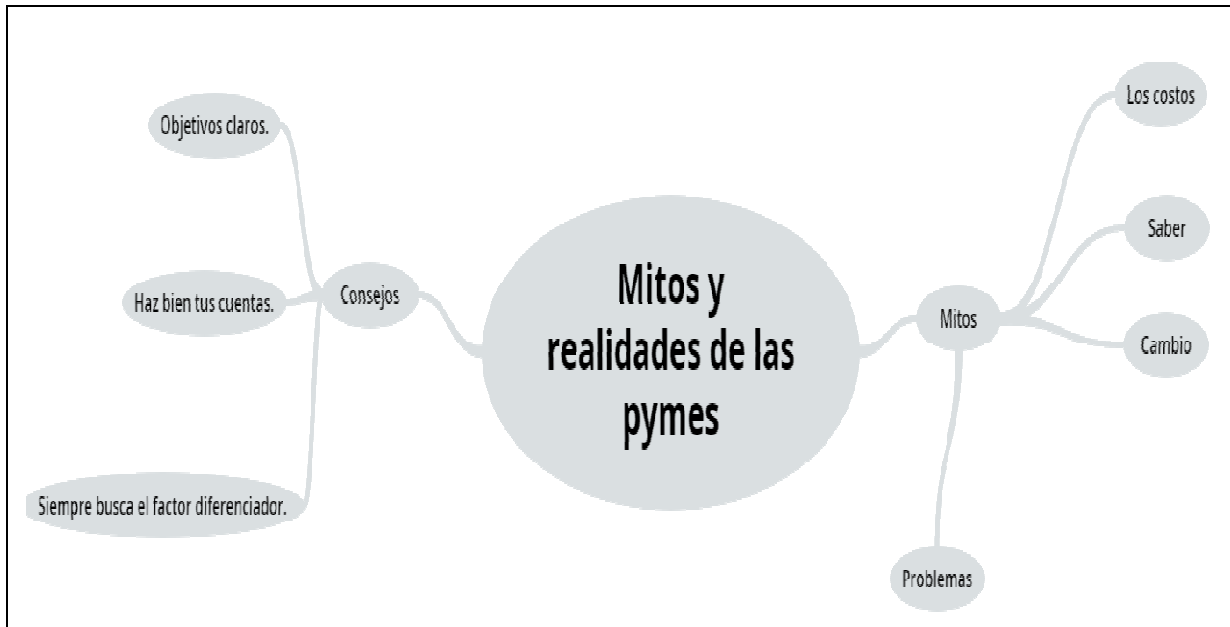 Objetivos claros.
Haz bien tus cuentas.
Siempre busca el factor diferenciador.
Consejos
Mitos y
realidades de las
pymes
Mitos
Los costos
Saber
Cambio
Problemas